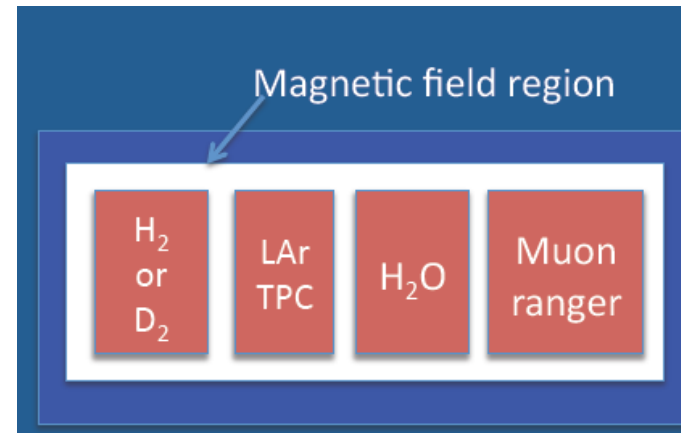 Magnetic field region
H₂
or
D₂
LAr
TPC
H₂O
Muon
ranger